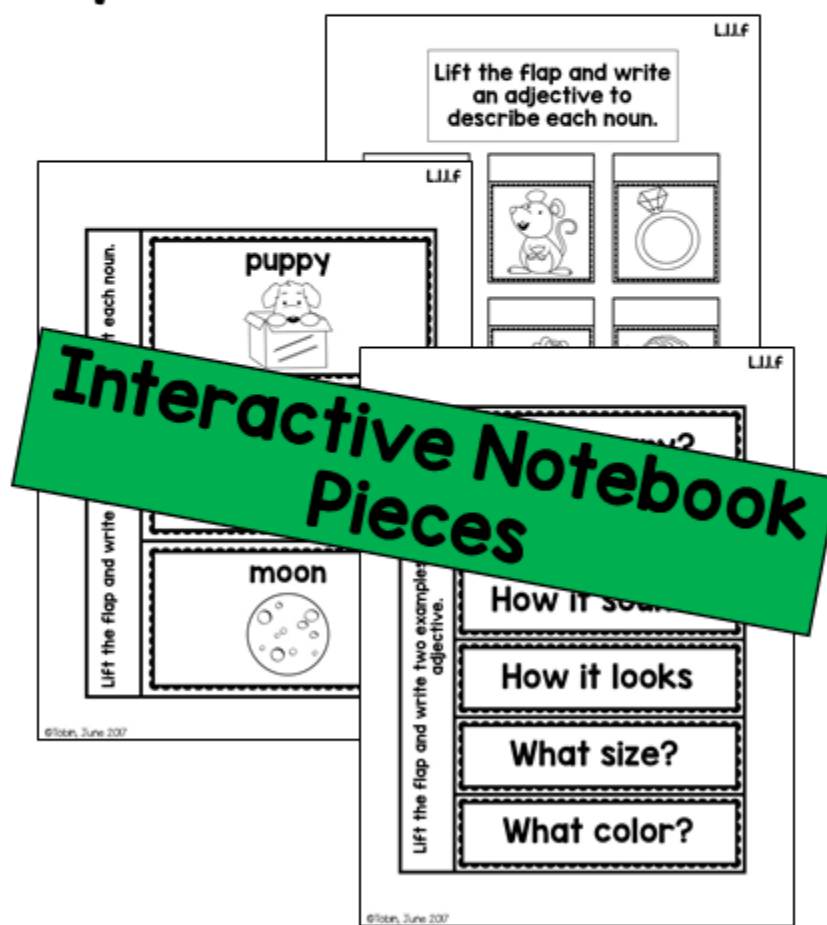 L.1.1.f
Lift the flap and write
an adjective to
describe each noun.
L.1.1.f
puppy
each noun.
Lift the flap and write
moon
©Tobin, June 2017
L.1.1.f
Interactive Notebook
Pieces
How it
How it looks
What size?
What color?
Lift the flap and write two examples
adjective.
©Tobin, June 2017